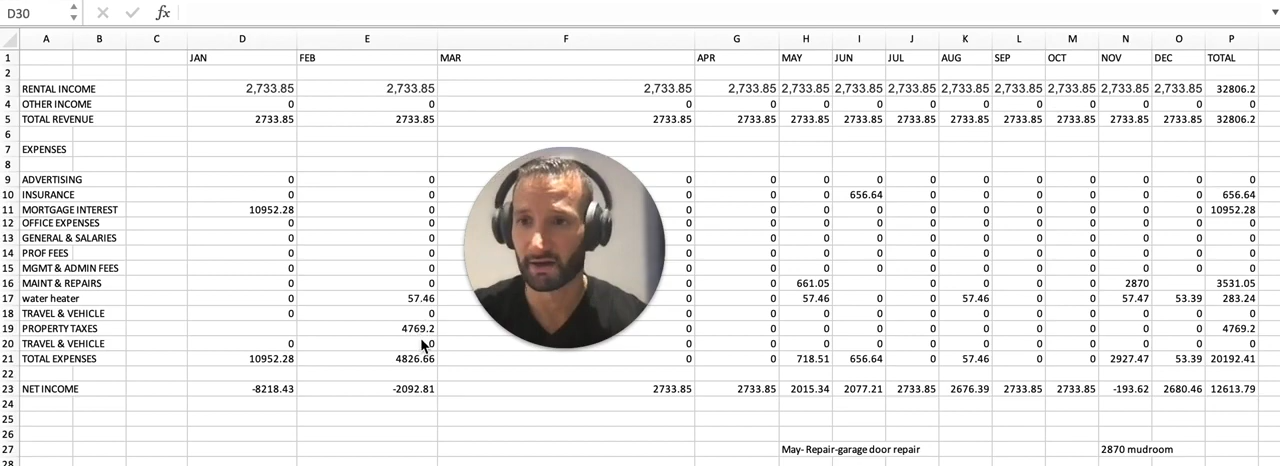 D30 fx
A B C D E F G H I J K L M N O P
1 JAN FEB MAR APR MAY JUN JUL AUG SEP OCT NOV DEC TOTAL
2
3 RENTAL INCOME 2,733.85 2,733.85 2,733.85 2,733.85 2,733.85 2,733.85 2,733.85 2,733.85 2,733.85 2,733.85 2,733.85 2,733.85 32806.2
4 OTHER INCOME 0 0 0 0 0 0 0 0 0 0 0 0
5 TOTAL REVENUE 2733.85 2733.85 2733.85 2733.85 2733.85 2733.85 2733.85 2733.85 2733.85 2733.85 2733.85 2733.85 32806.2
6
7 EXPENSES
8
9 ADVERTISING 0 0 0 0 0 0 0 0 0 0 0 0 0
10 INSURANCE 0 0 0 0 0 656.64 0 0 0 0 0 0 656.64
11 MORTGAGE INTEREST 10952.28 0 0 0 0 0 0 0 0 0 0 0 10952.28
12 OFFICE EXPENSES 0 0 0 0 0 0 0 0 0 0 0 0 0
13 GENERAL & SALARIES 0 0 0 0 0 0 0 0 0 0 0 0 0
14 PROF FEES 0 0 0 0 0 0 0 0 0 0 0 0 0
15 MGMT & ADMIN FEES 0 0 0 0 0 0 0 0 0 0 0 0 0
16 MAINT & REPAIRS 0 0 0 0 661.05 0 0 0 0 0 2870 0 3531.05
17 water heater 0 57.46 0 0 57.46 0 0 57.46 0 0 57.47 53.39 283.24
18 TRAVEL & VEHICLE 0 0 0 0 0 0 0 0 0 0 0 0 0
19 PROPERTY TAXES 4769.2 0 0 0 0 0 0 0 0 0 0 4769.2
20 TRAVEL & VEHICLE 0 0 0 0 0 0 0 0 0 0 0 0 0
21 TOTAL EXPENSES 10952.28 4826.66 0 0 718.51 656.64 0 57.46 0 0 2927.47 53.39 20192.41
22
23 NET INCOME -8218.43 -2092.81 2733.85 2733.85 2015.34 2077.21 2733.85 2676.39 2733.85 2733.85 -193.62 2680.46 12613.79
24
25
26
27 May- Repair-garage door repair 2870 mudroom
28